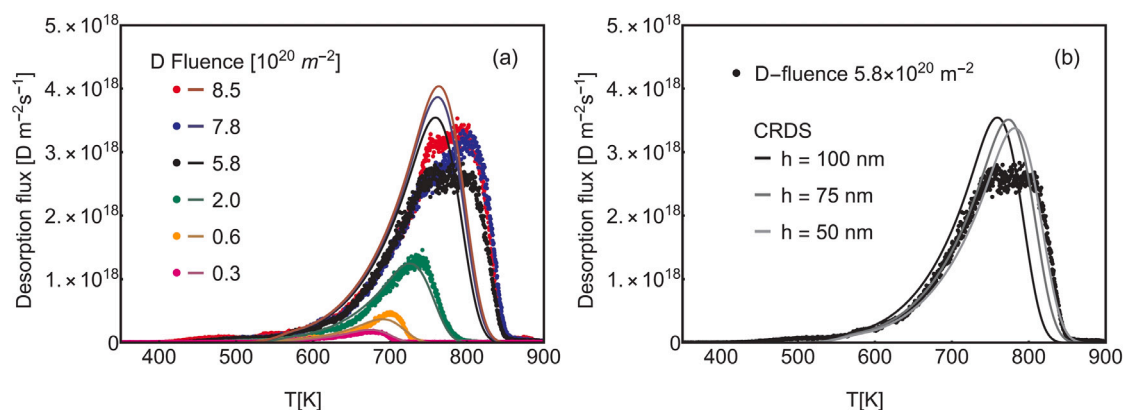 5. × 10^18
4. × 10^18
3. × 10^18
2. × 10^18
1. × 10^18
0
Desorption flux [D m^−2 s^−1]
(a)
D Fluence [10^20 m^−2]
8.5
7.8
5.8
2.0
0.6
0.3
400 500 600 700 800 900
T[K]
5. × 10^18
4. × 10^18
3. × 10^18
2. × 10^18
1. × 10^18
0
Desorption flux [D m^−2 s^−1]
(b)
D−fluence 5.8×10^20 m^−2
CRDS
h = 100 nm
h = 75 nm
h = 50 nm
400 500 600 700 800 900
T[K]